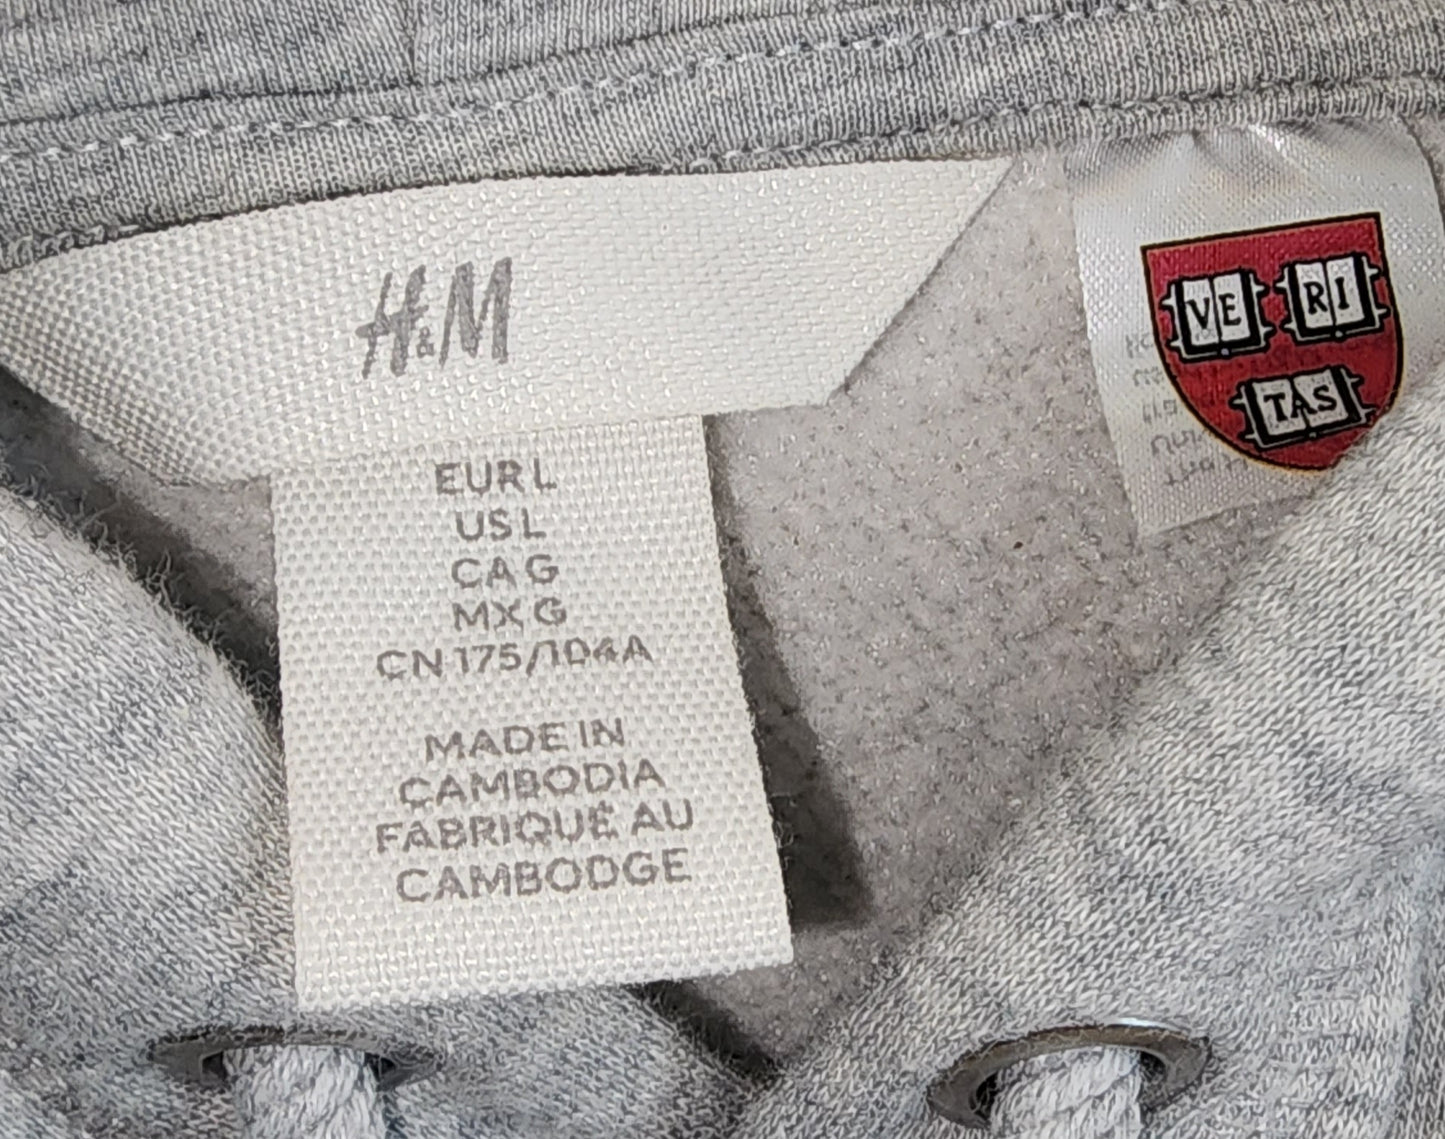 H&M
EUR L
US L
CA G
MX G
CN 175/104A
MADE IN
CAMBODIA
FABRIQUÉ AU
CAMBODGE
VE RI
TAS